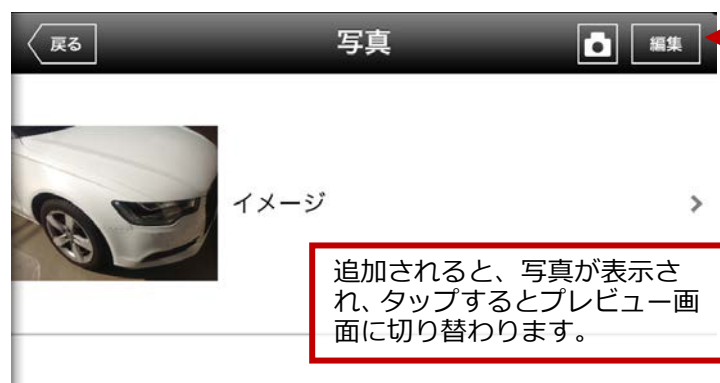 戻る 写真 編集
イメージ
追加されると、写真が表示さ
れ、タップするとプレビュー画
面に切り替わります。